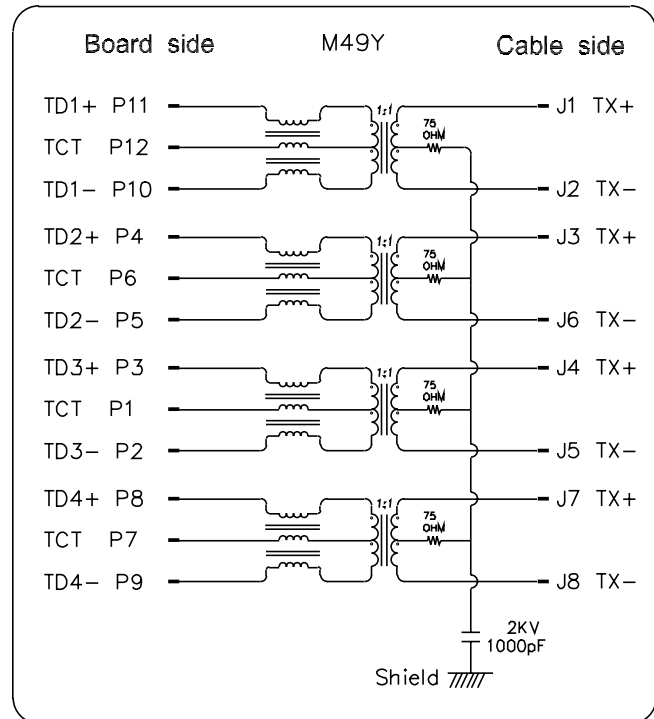 Board side M49Y Cable side
TD1+ P11 1:1 75 OHM J1 TX+
TCT P12
TD1- P10 J2 TX-
TD2+ P4 1:1 75 OHM J3 TX+
TCT P6
TD2- P5 J6 TX-
TD3+ P3 1:1 75 OHM J4 TX+
TCT P1
TD3- P2 J5 TX-
TD4+ P8 1:1 75 OHM J7 TX+
TCT P7
TD4- P9 J8 TX-
2KV
1000pF
Shield